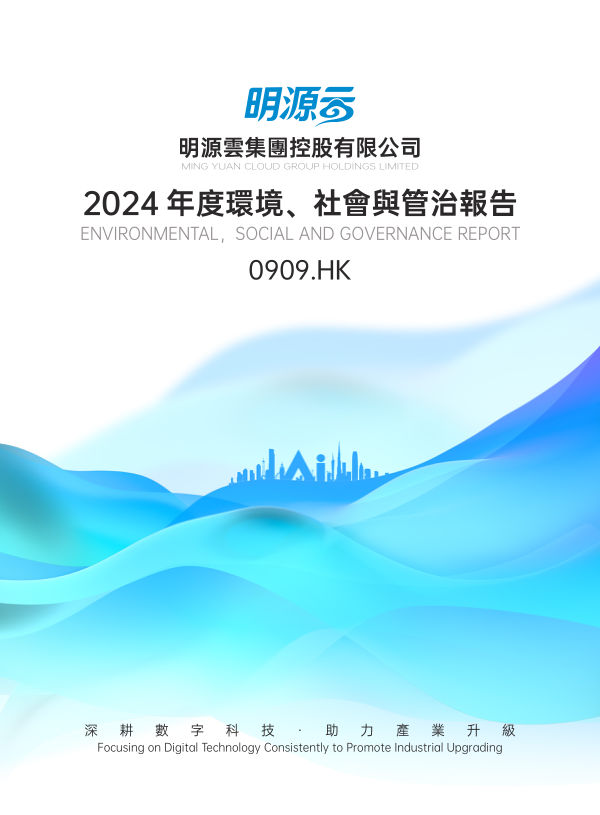 明源云
明源雲集團控股有限公司
MING YUAN CLOUD GROUP HOLDINGS LIMITED
2024 年度環境、社會與管治報告
ENVIRONMENTAL, SOCIAL AND GOVERNANCE REPORT
0909.HK
Ai
深耕數字科技·助力產業升級
Focusing on Digital Technology Consistently to Promote Industrial Upgrading